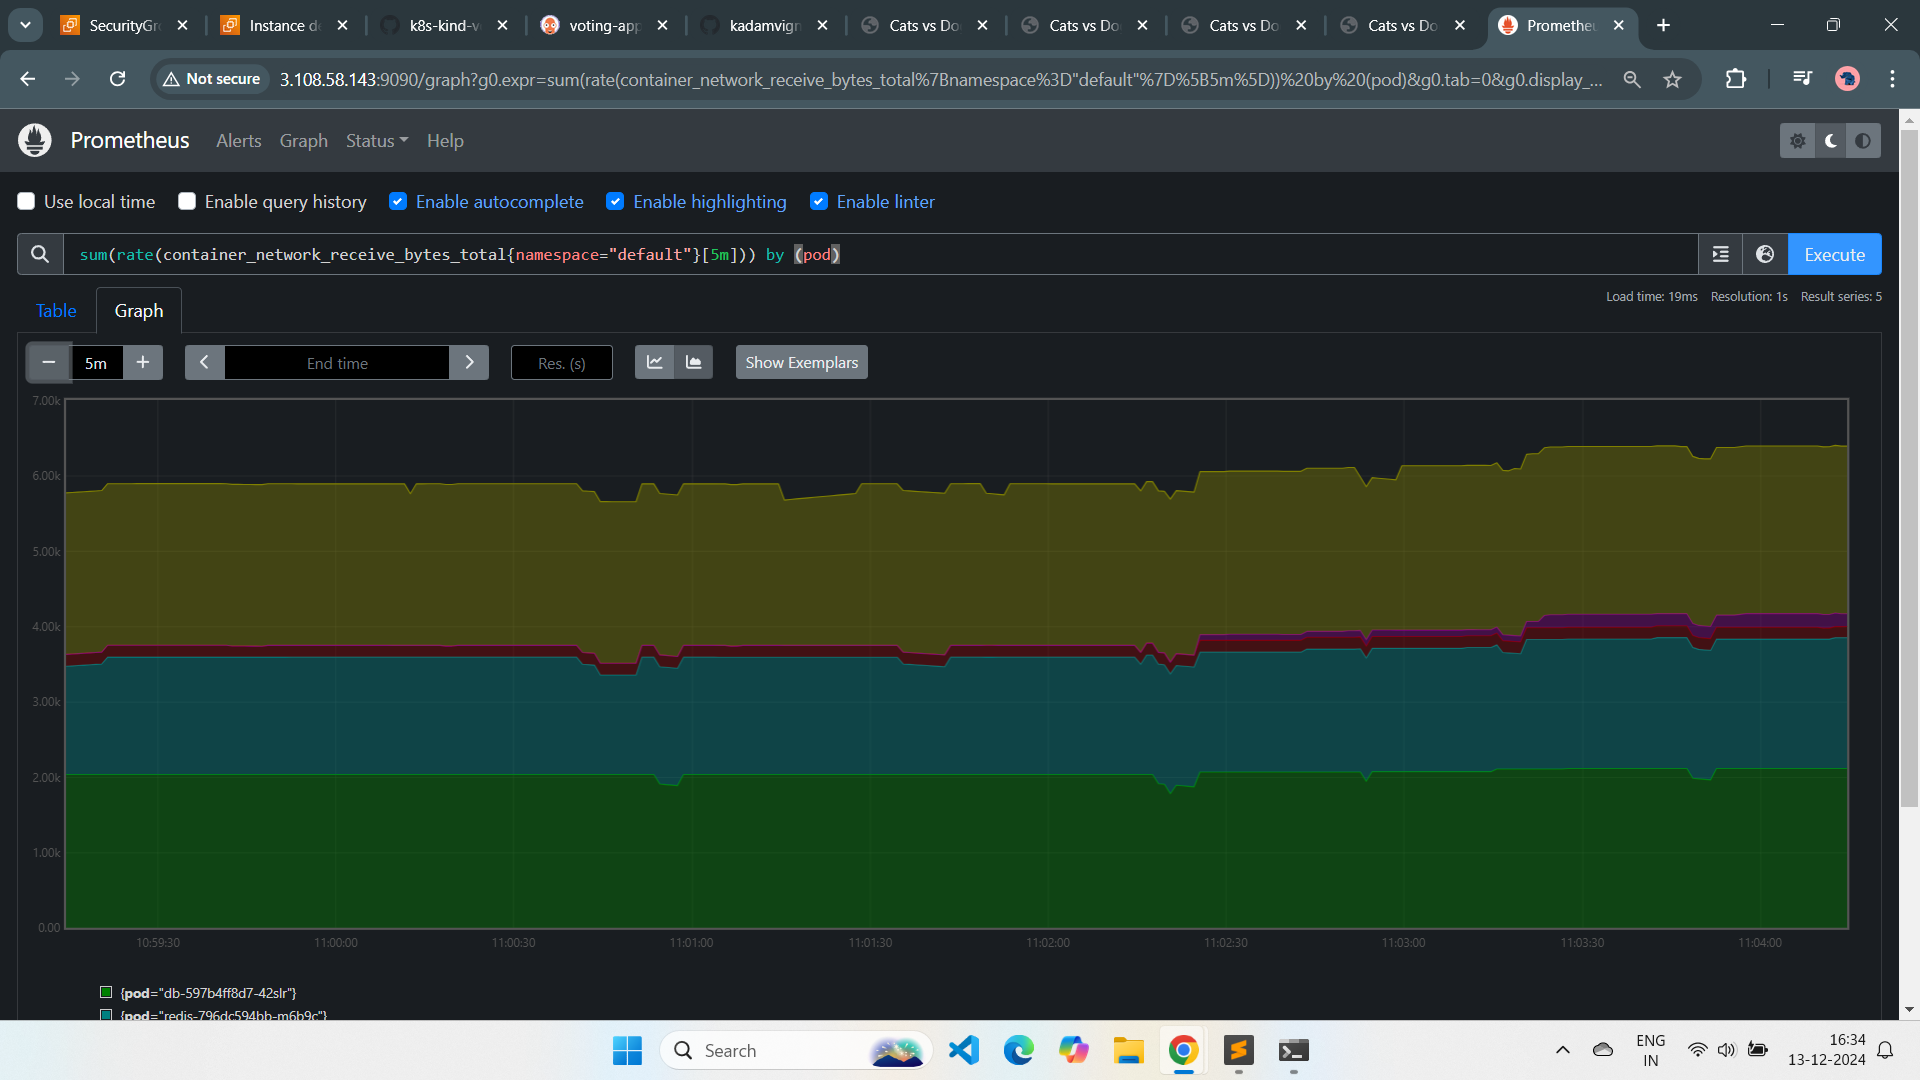 SecurityGr
Instance d
k8s-kind-v
voting-app
kadamvign
Cats vs Do
Cats vs Do
Cats vs Do
Cats vs Do
Prometheu
Not secure
3.108.58.143:9090/graph?g0.expr=sum(rate(container_network_receive_bytes_total%7Bnamespace%3D"default"%7D%5B5m%5D))%20by%20(pod)&g0.tab=0&g0.display_...
Prometheus
Alerts
Graph
Status
Help
Use local time
Enable query history
Enable autocomplete
Enable highlighting
Enable linter
sum(rate(container_network_receive_bytes_total{namespace="default"}[5m])) by (pod)
Execute
Table
Graph
Load time: 19ms
Resolution: 1s
Result series: 5
5m
End time
Res. (s)
Show Exemplars
7.00k
6.00k
5.00k
4.00k
3.00k
2.00k
1.00k
0.00
10:59:30
11:00:00
11:00:30
11:01:00
11:01:30
11:02:00
11:02:30
11:03:00
11:03:30
11:04:00
{pod="db-597b4ff8d7-42slr"}
{pod="redis-796dc594bb-m6b9c"}
Search
ENG
IN
16:34
13-12-2024